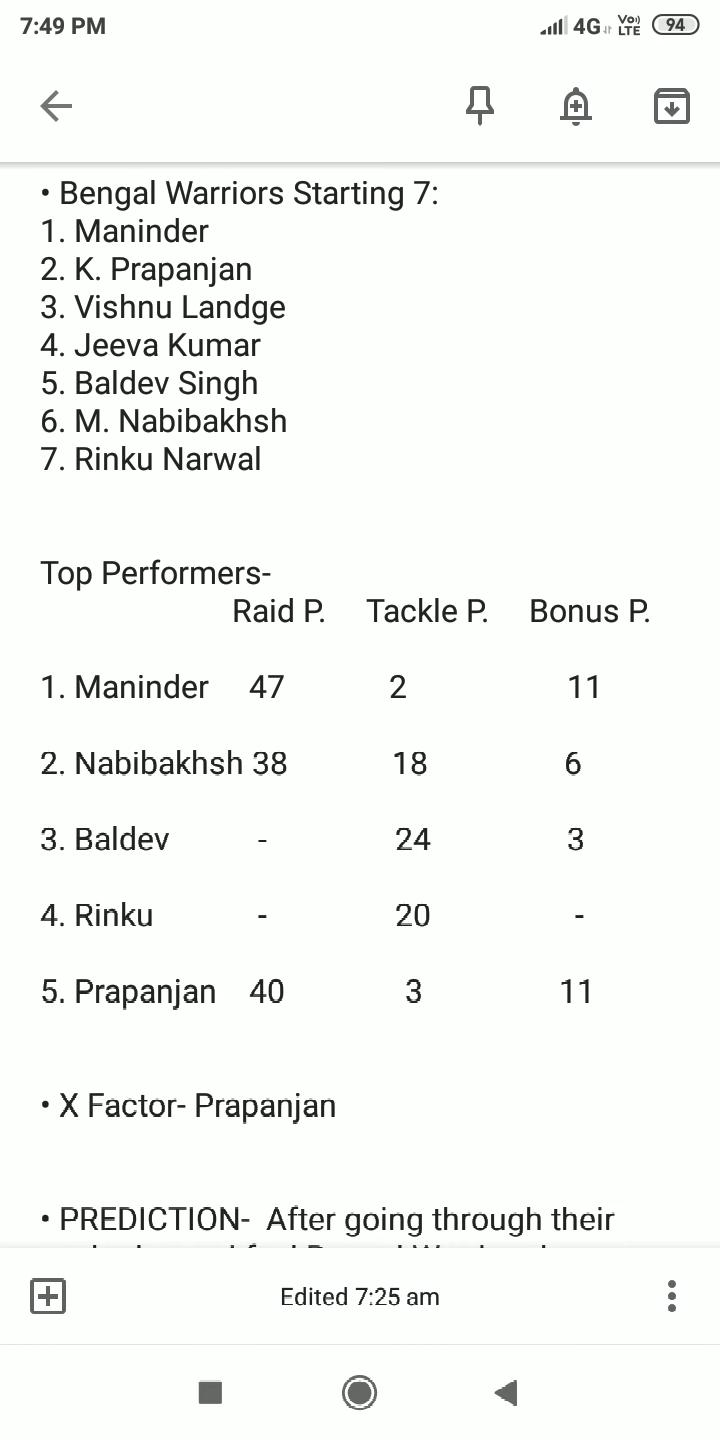 7:49 PM 4G Vo) LTE 94
• Bengal Warriors Starting 7:
1. Maninder
2. K. Prapanjan
3. Vishnu Landge
4. Jeeva Kumar
5. Baldev Singh
6. M. Nabibakhsh
7. Rinku Narwal
Top Performers-
Raid P. Tackle P. Bonus P.
1. Maninder 47 2 11
2. Nabibakhsh 38 18 6
3. Baldev - 24 3
4. Rinku - 20 -
5. Prapanjan 40 3 11
• X Factor- Prapanjan
• PREDICTION- After going through their
Edited 7:25 am